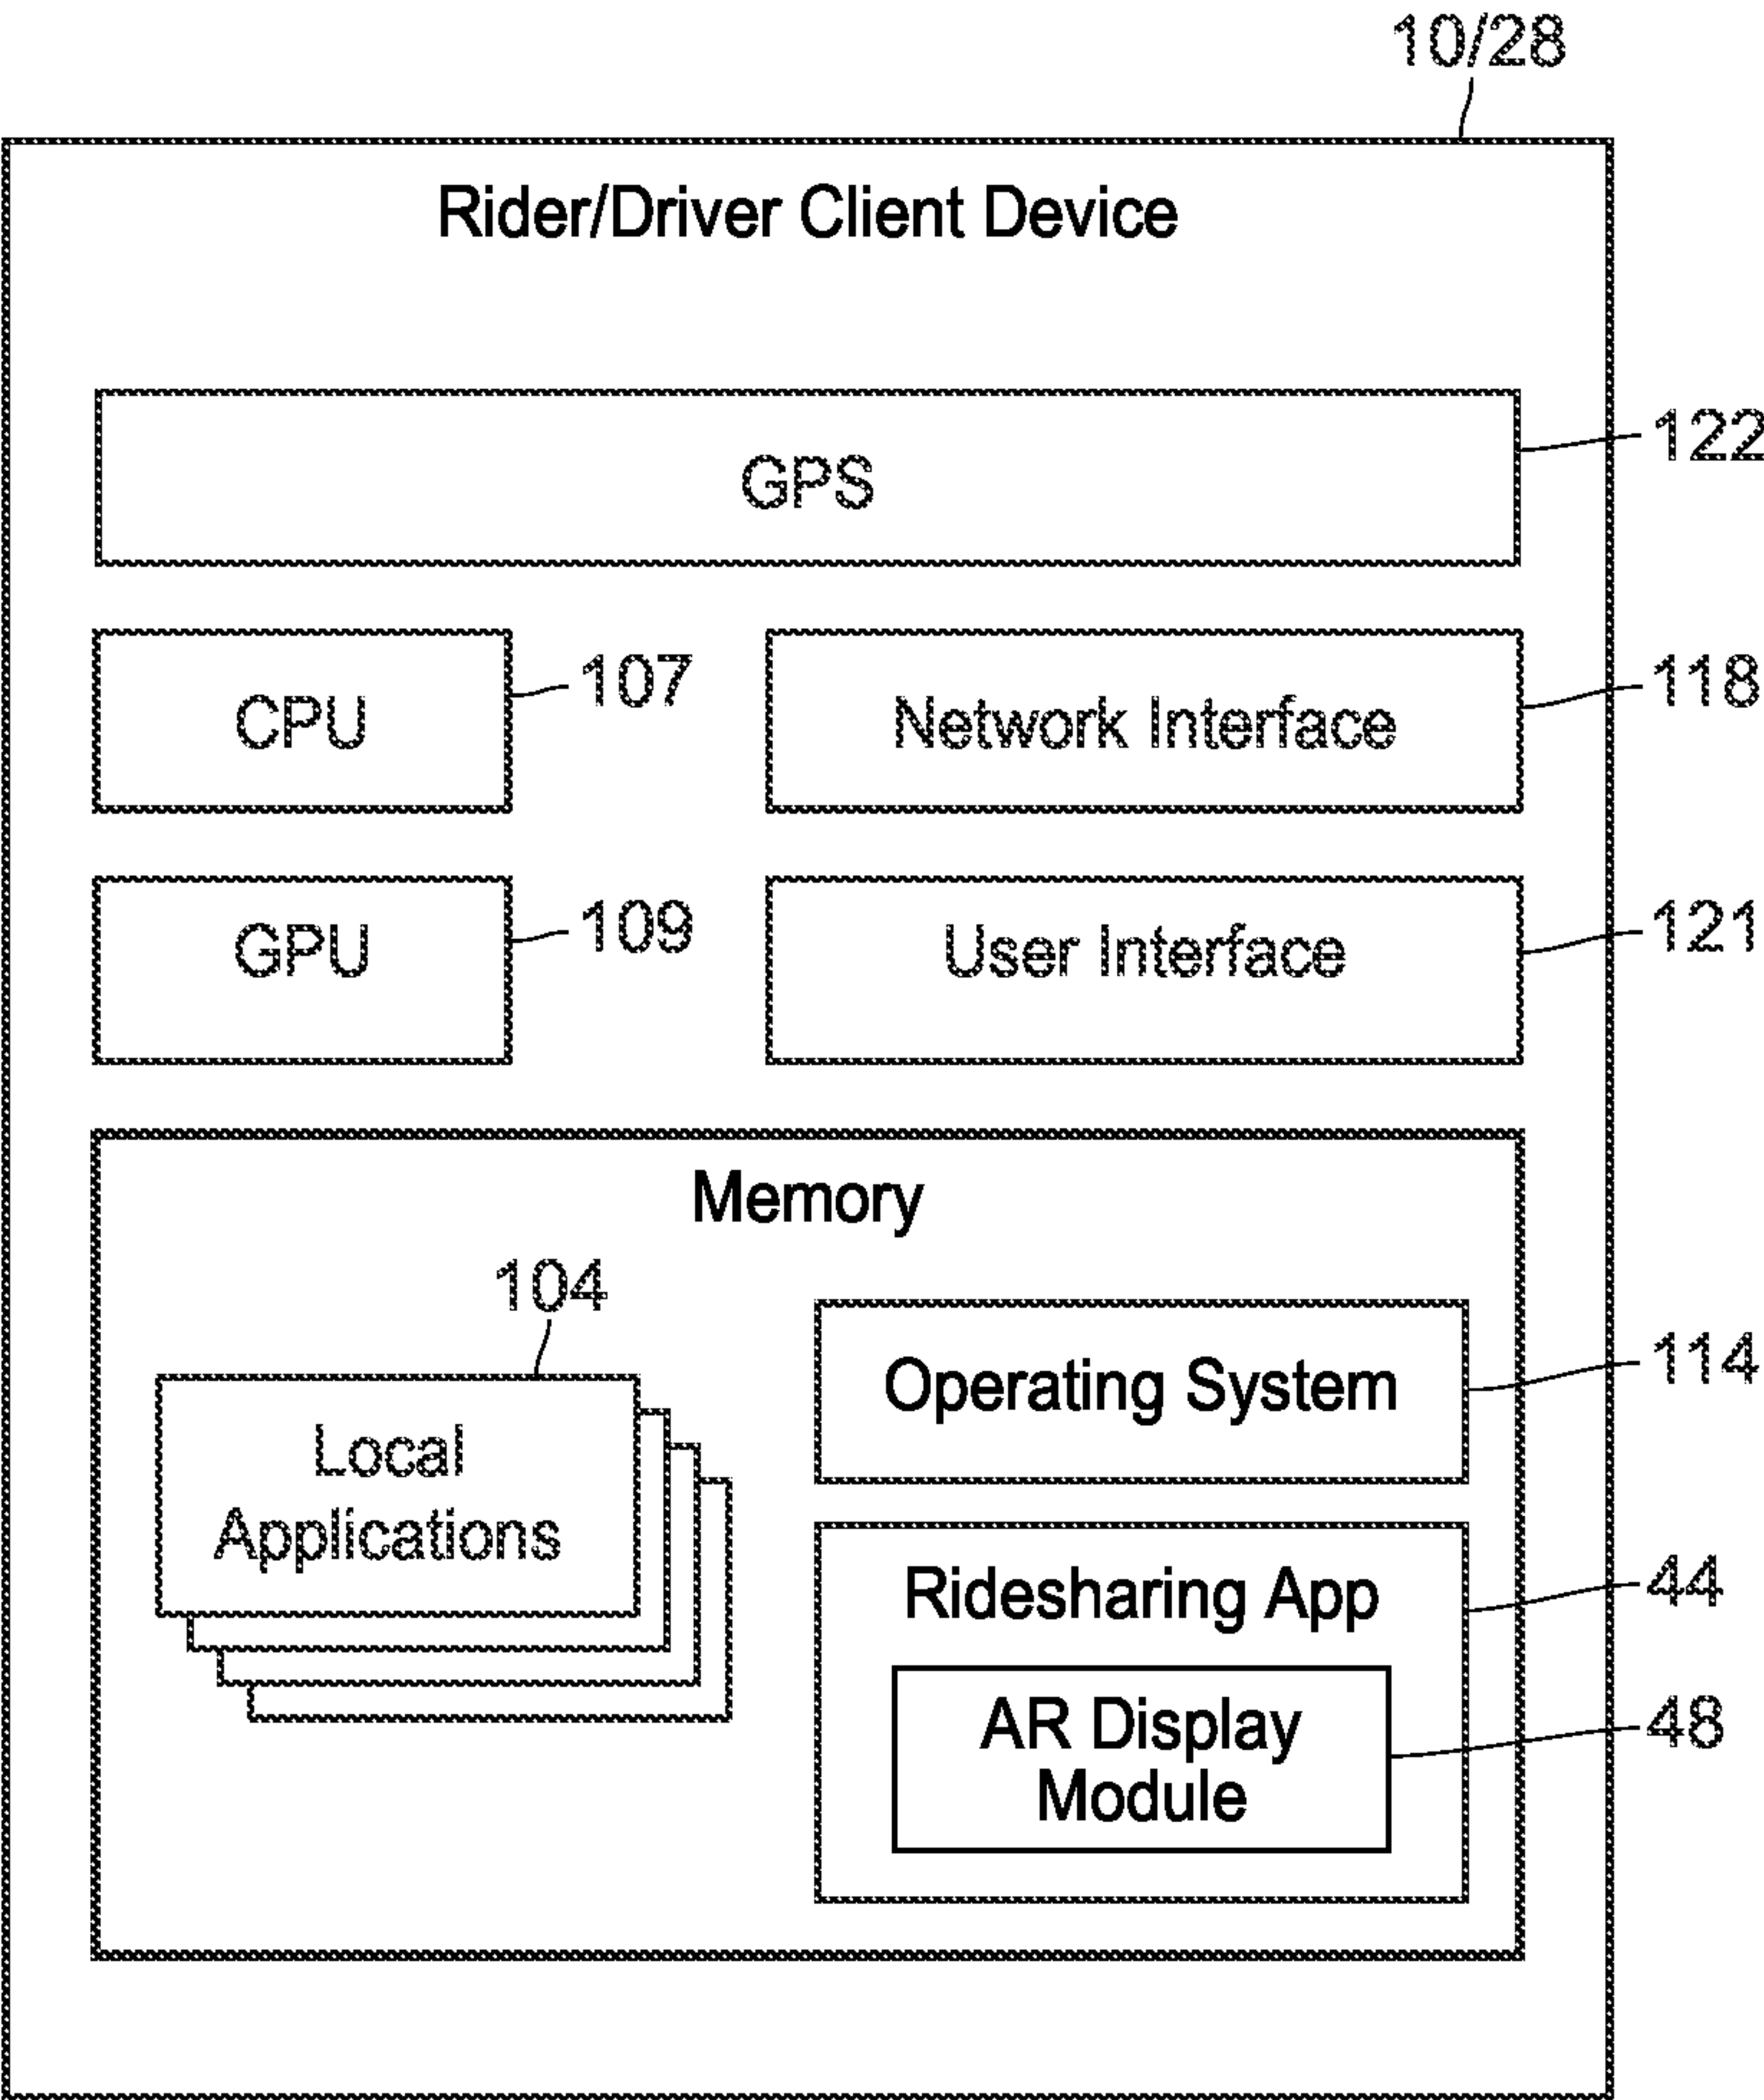 10/28
Rider/Driver Client Device
GPS
122
CPU
107
Network Interface
118
GPU
109
User Interface
121
Memory
104
Local
Applications
Operating System
114
Ridesharing App
44
AR Display
Module
48